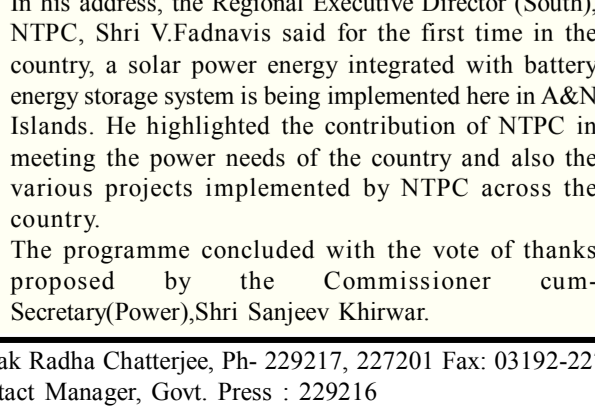 In his address, the Regional Executive Director (South),
NTPC, Shri V.Fadnavis said for the first time in the
country, a solar power energy integrated with battery
energy storage system is being implemented here in A&N
Islands. He highlighted the contribution of NTPC in
meeting the power needs of the country and also the
various projects implemented by NTPC across the
country.
The programme concluded with the vote of thanks
proposed by the Commissioner cum-
Secretary(Power),Shri Sanjeev Khirwar.
ak Radha Chatterjee, Ph- 229217, 227201 Fax: 03192-22
tact Manager, Govt. Press : 229216